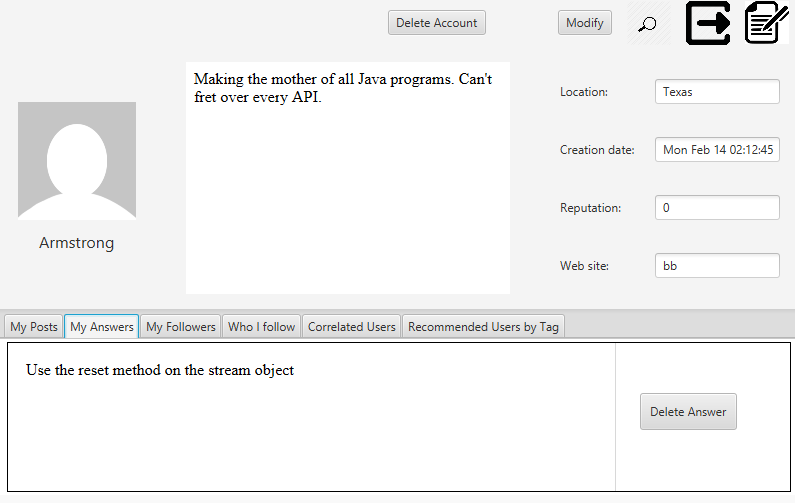 Delete Account
Modify
Making the mother of all Java programs. Can't
fret over every API.
Armstrong
Location:
Texas
Creation date:
Mon Feb 14 02:12:45
Reputation:
0
Web site:
bb
My Posts
My Answers
My Followers
Who I follow
Correlated Users
Recommended Users by Tag
Use the reset method on the stream object
Delete Answer